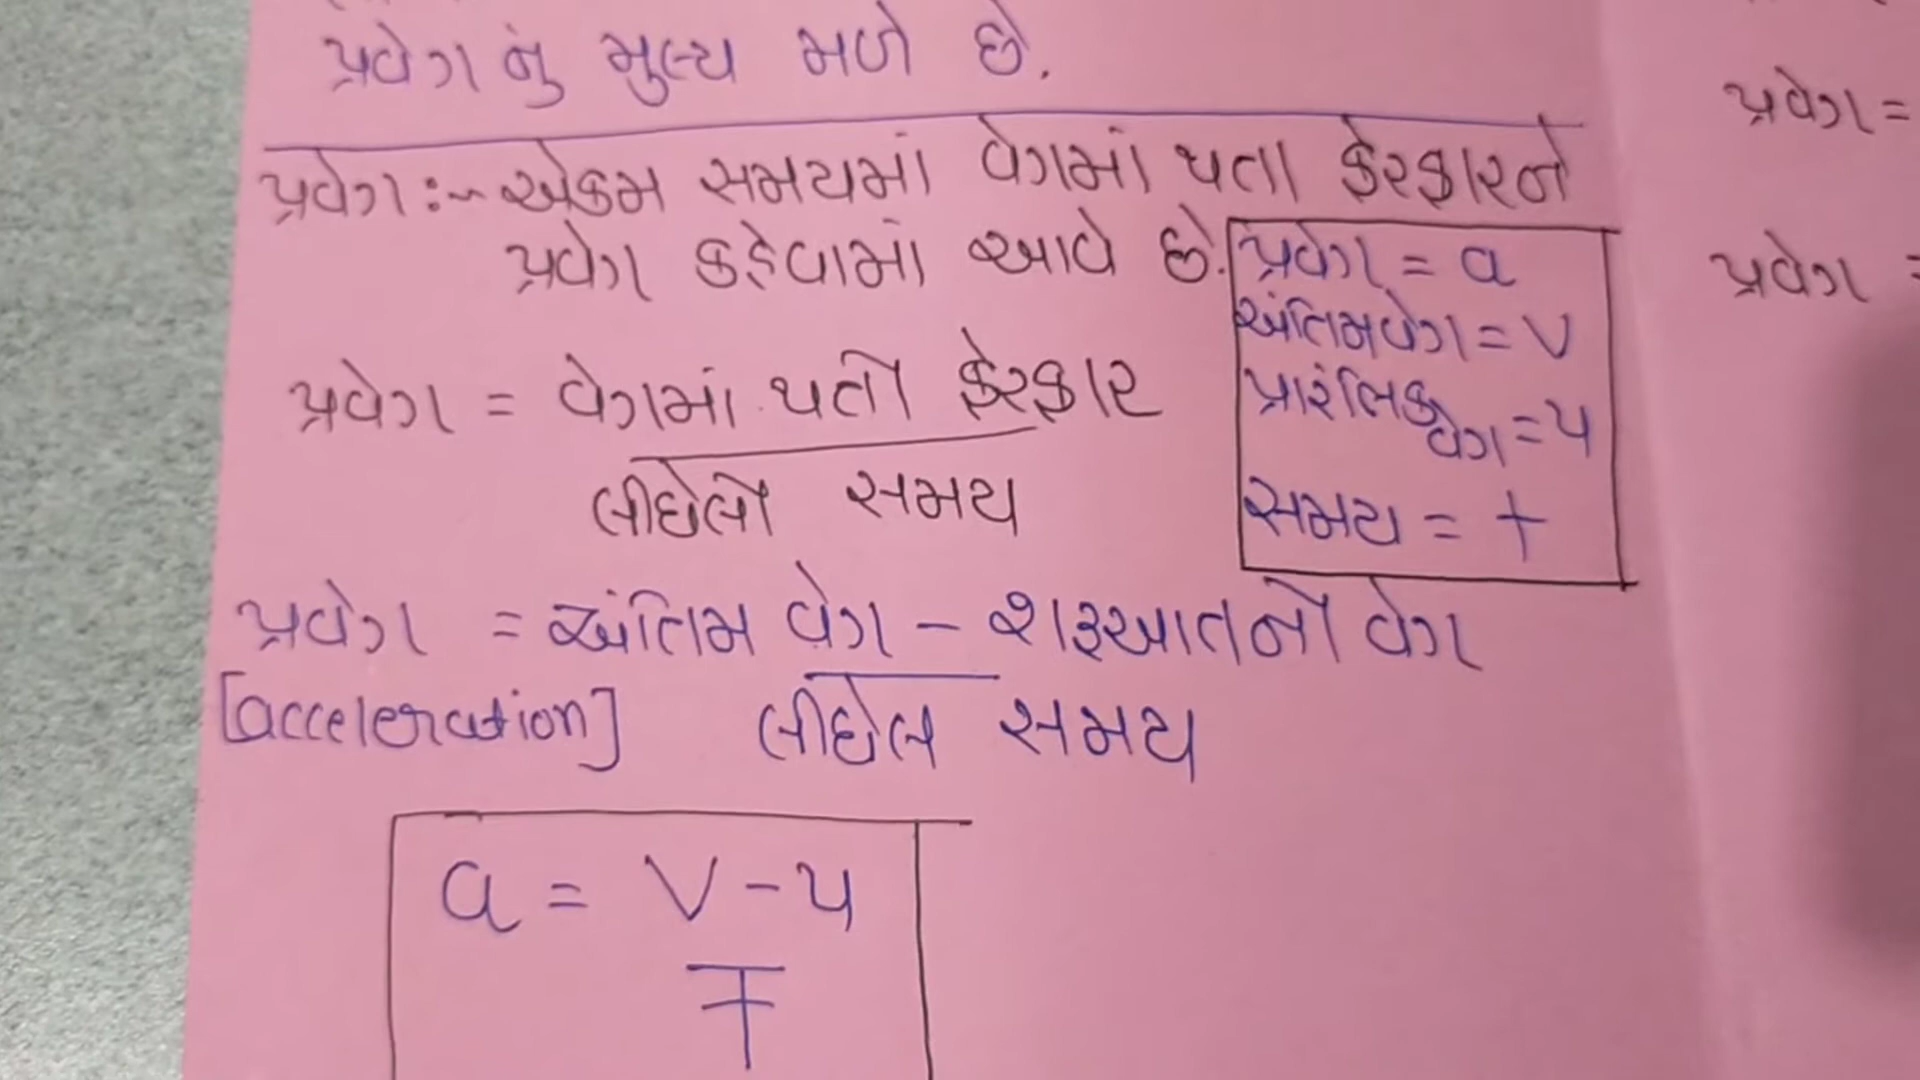 પ્રવેગ નું મુલ્ય મળે છે.
પ્રવેગ:- એકમ સમયમાં વેગમાં થતા ફેરફારને
પ્રવેગ કહેવામાં આવે છે.
પ્રવેગ = a
અંતિમવેગ = v
પ્રારંભિક
વેગ = u
સમય = t
પ્રવેગ = વેગમાં થતો ફેરફાર
લીધેલો સમય
પ્રવેગ = અંતિમ વેગ - શરૂઆતનો વેગ
[acceleration] લીધેલ સમય
a = v - u
t
પ્રવેગ =
પ્રવેગ =